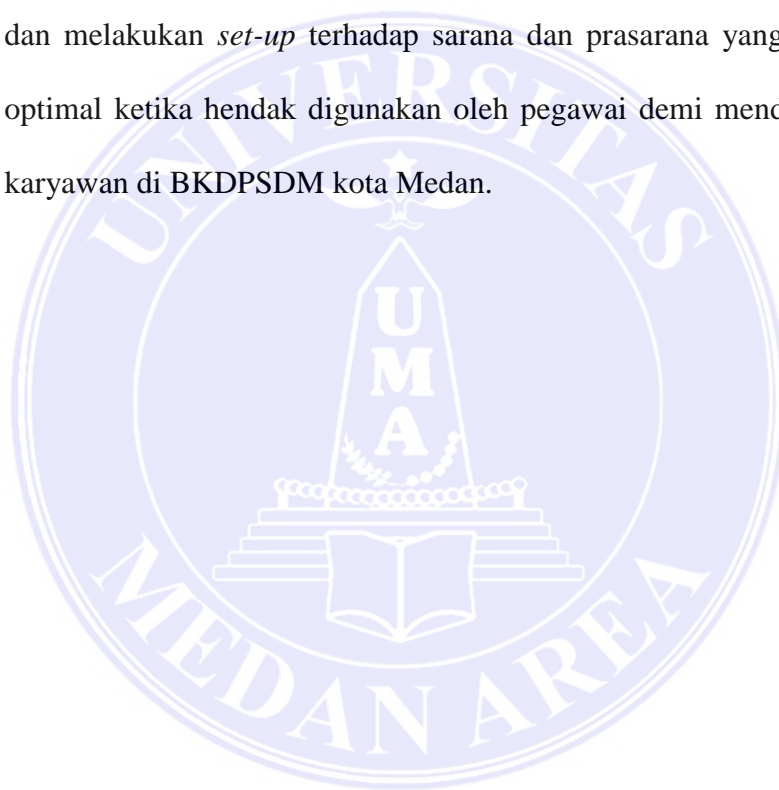 dan melakukan set-up terhadap sarana dan prasarana yang
optimal ketika hendak digunakan oleh pegawai demi mend
karyawan di BKDPSDM kota Medan.
UNIVERSITAS
UMA
MEDAN AREA